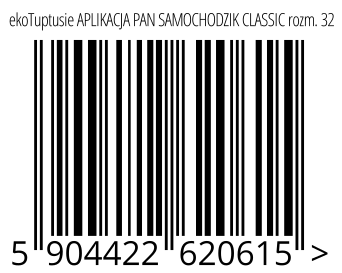 ekoTuptusie APLIKACJA PAN SAMOCHODZIK CLASSIC rozm. 32
5 904422 620615 >